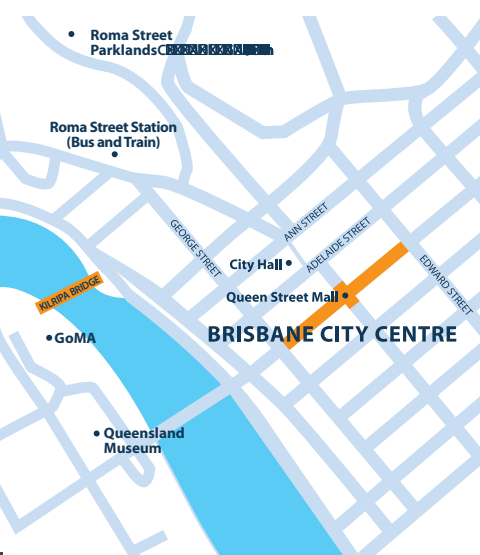 Roma Street
Parklands
Roma Street Station
(Bus and Train)
GEORGE STREET
ANN STREET
ADELAIDE STREET
EDWARD STREET
City Hall
KILRIPA BRIDGE
Queen Street Mall
BRISBANE CITY CENTRE
GoMA
Queensland
Museum